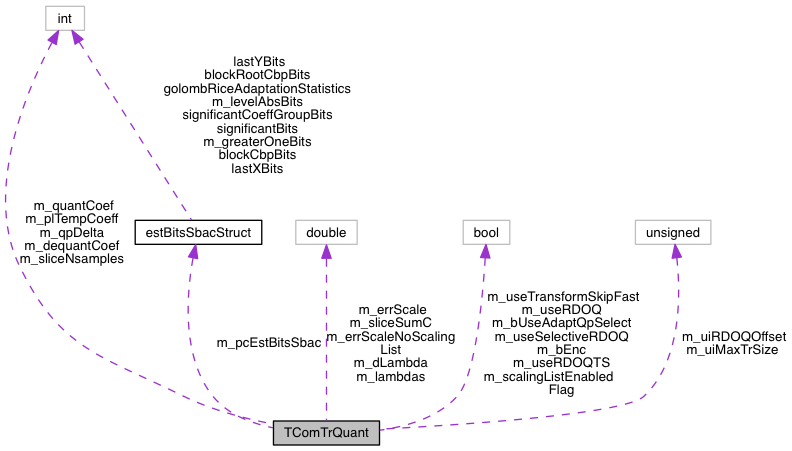 int
lastYBits
blockRootCbpBits
golombRiceAdaptationStatistics
m_levelAbsBits
significantCoeffGroupBits
significantBits
m_greaterOneBits
blockCbpBits
lastXBits
m_quantCoef
m_plTempCoeff
m_qpDelta
m_dequantCoef
m_sliceNsamples
estBitsSbacStruct
double
bool
unsigned
m_pcEstBitsSbac
m_errScale
m_sliceSumC
m_errScaleNoScaling
List
m_dLambda
m_lambdas
m_useTransformSkipFast
m_useRDOQ
m_bUseAdaptQpSelect
m_useSelectiveRDOQ
m_bEnc
m_useRDOQTS
m_scalingListEnabled
Flag
m_uiRDOQOffset
m_uiMaxTrSize
TComTrQuant